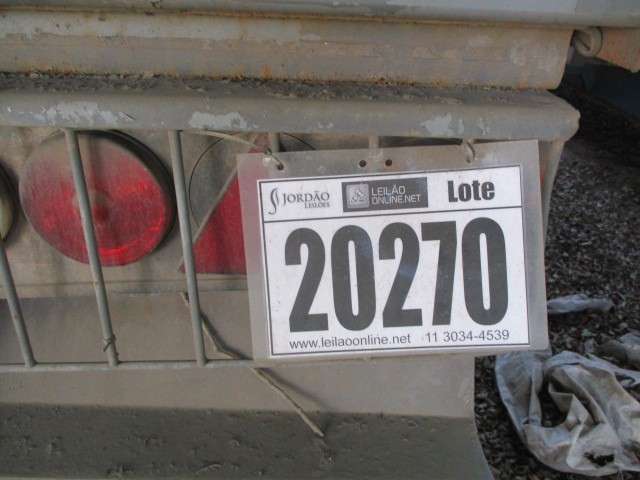 JORDÃO LEILÕES
LEILÃO ONLINE.NET
Lote
20270
www.leilaoonline.net 11 3034-4539